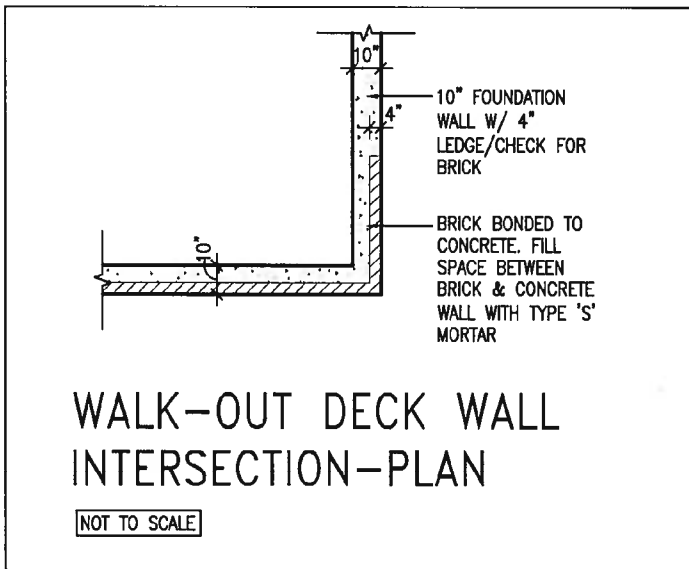 10"
10" FOUNDATION
WALL W/ 4"
LEDGE/CHECK FOR
BRICK
4"
BRICK BONDED TO
CONCRETE. FILL
SPACE BETWEEN
BRICK & CONCRETE
WALL WITH TYPE 'S'
MORTAR
10"
WALK-OUT DECK WALL
INTERSECTION-PLAN
NOT TO SCALE